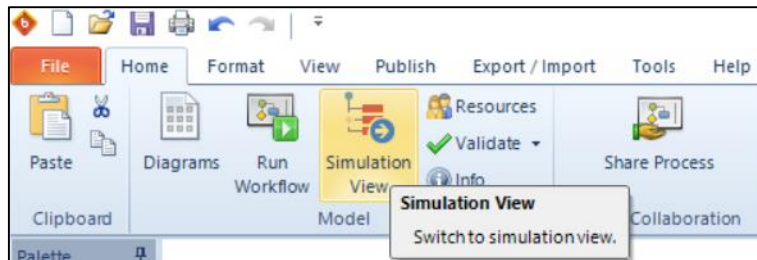 File Home Format View Publish Export / Import Tools Help
Resources
Validate
Paste Diagrams Run Workflow Simulation View Info Share Process
Clipboard Model Collaboration
Simulation View
Switch to simulation view.
Palette